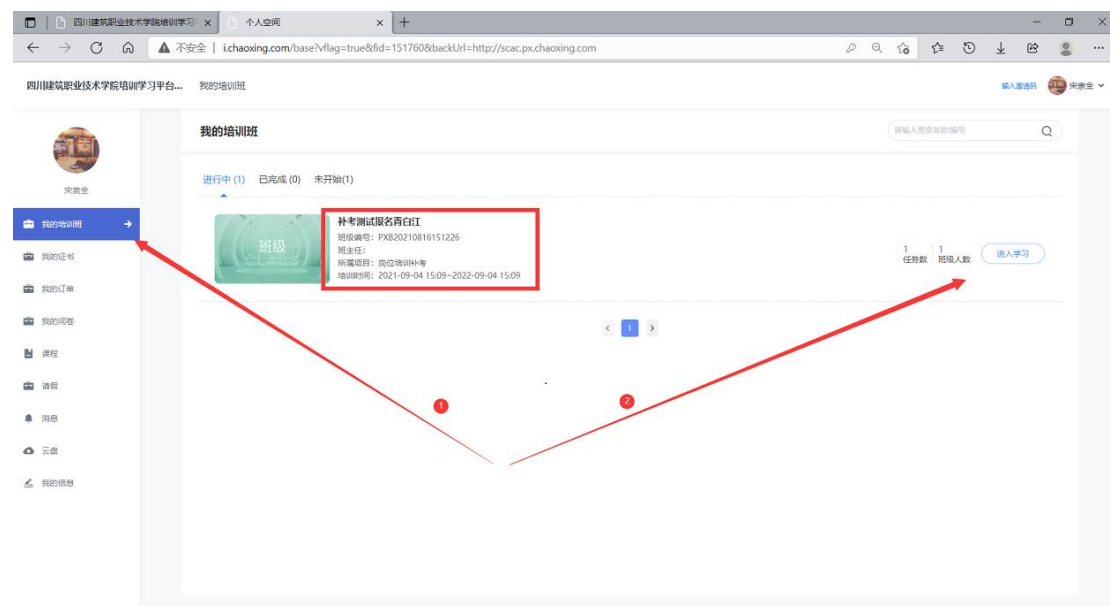 四川建筑职业技术学院培训学习
个人空间
不安全 | i.chaoxing.com/base?vflag=true&fid=151760&backUrl=http://scac.px.chaoxing.com
四川建筑职业技术学院培训学习平台...
我的培训班
输入邀请码
宋崇全
宋崇全
我的培训班
我的证书
我的订单
我的问卷
课程
请假
消息
云盘
我的信息
我的培训班
请输入班级名称/编号
进行中 (1) 已完成 (0) 未开始(1)
班级
CLASS
补考测试报名青白江
班级编号：PX820210816151226
班主任：
所属项目：岗位培训补考
培训时间：2021-09-04 15:09~2022-09-04 15:09
1
任务数
1
班级人数
进入学习
1
1
2